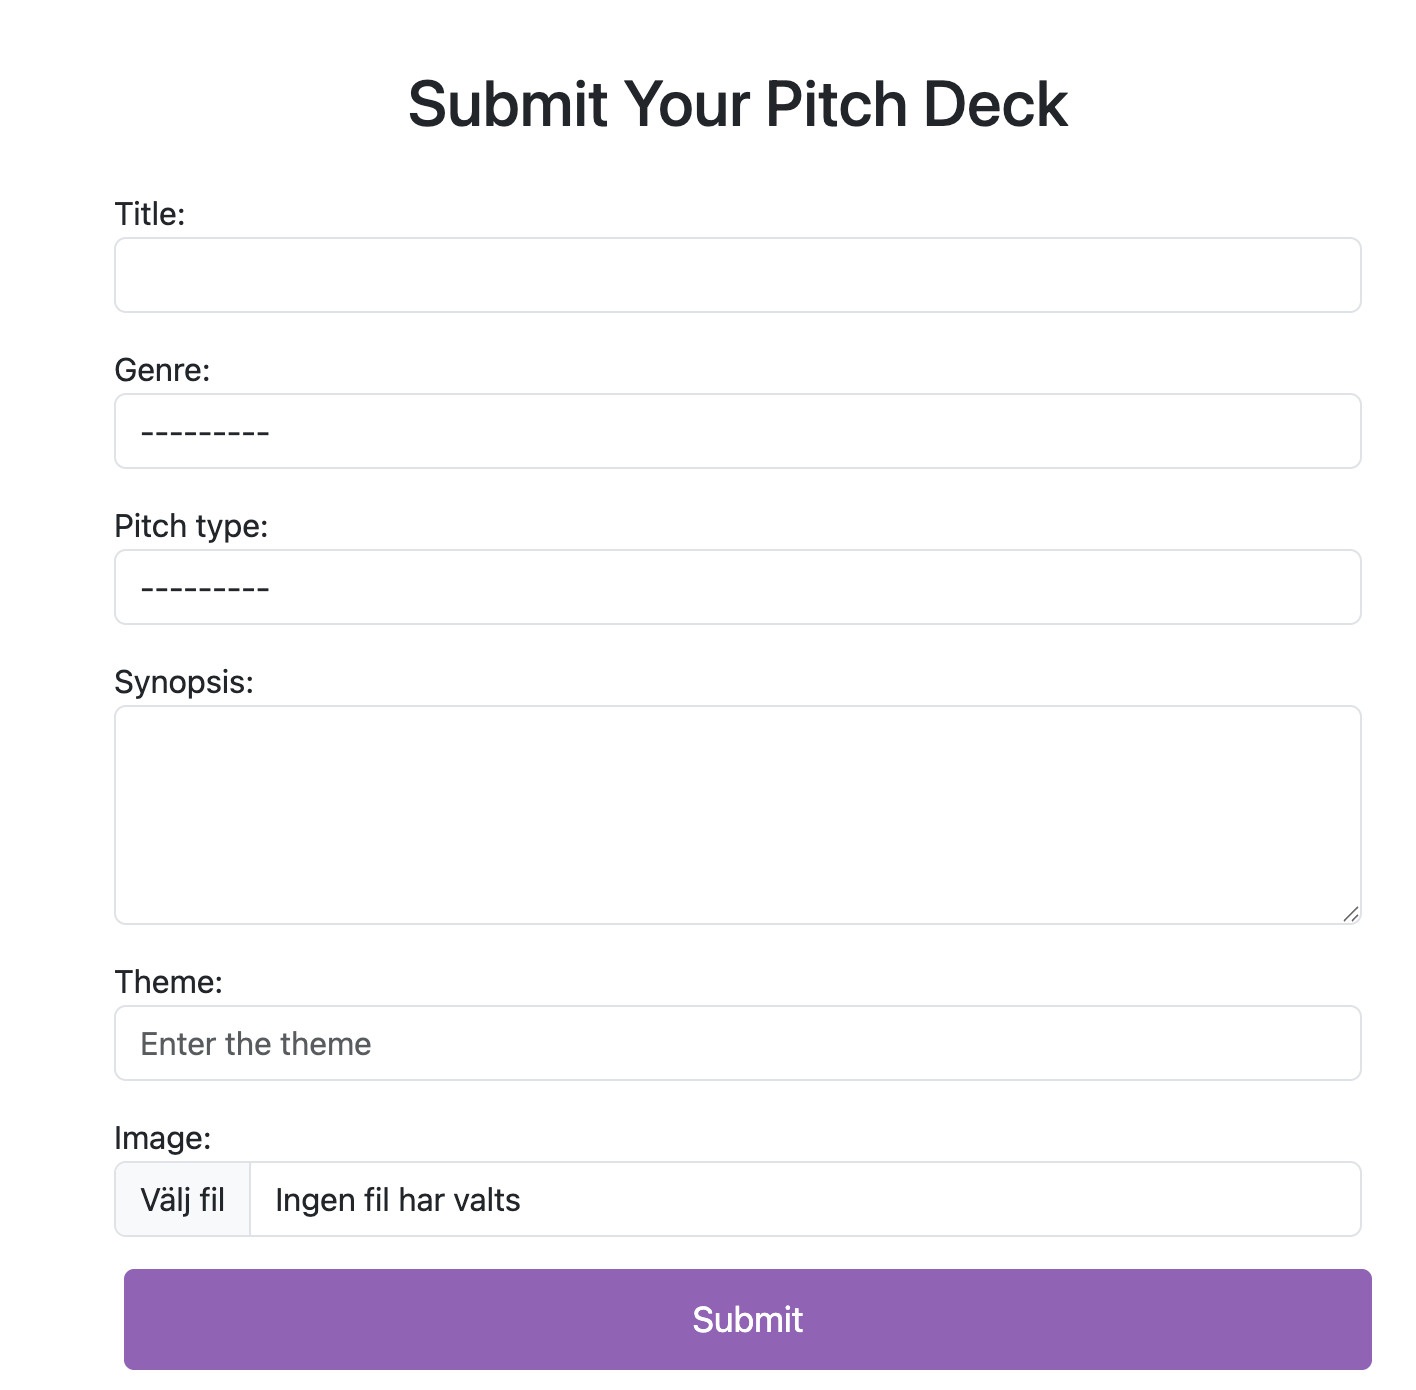 Submit Your Pitch Deck
Title:
Genre:
---------
Pitch type:
---------
Synopsis:
Theme:
Enter the theme
Image:
Välj fil Ingen fil har valts
Submit